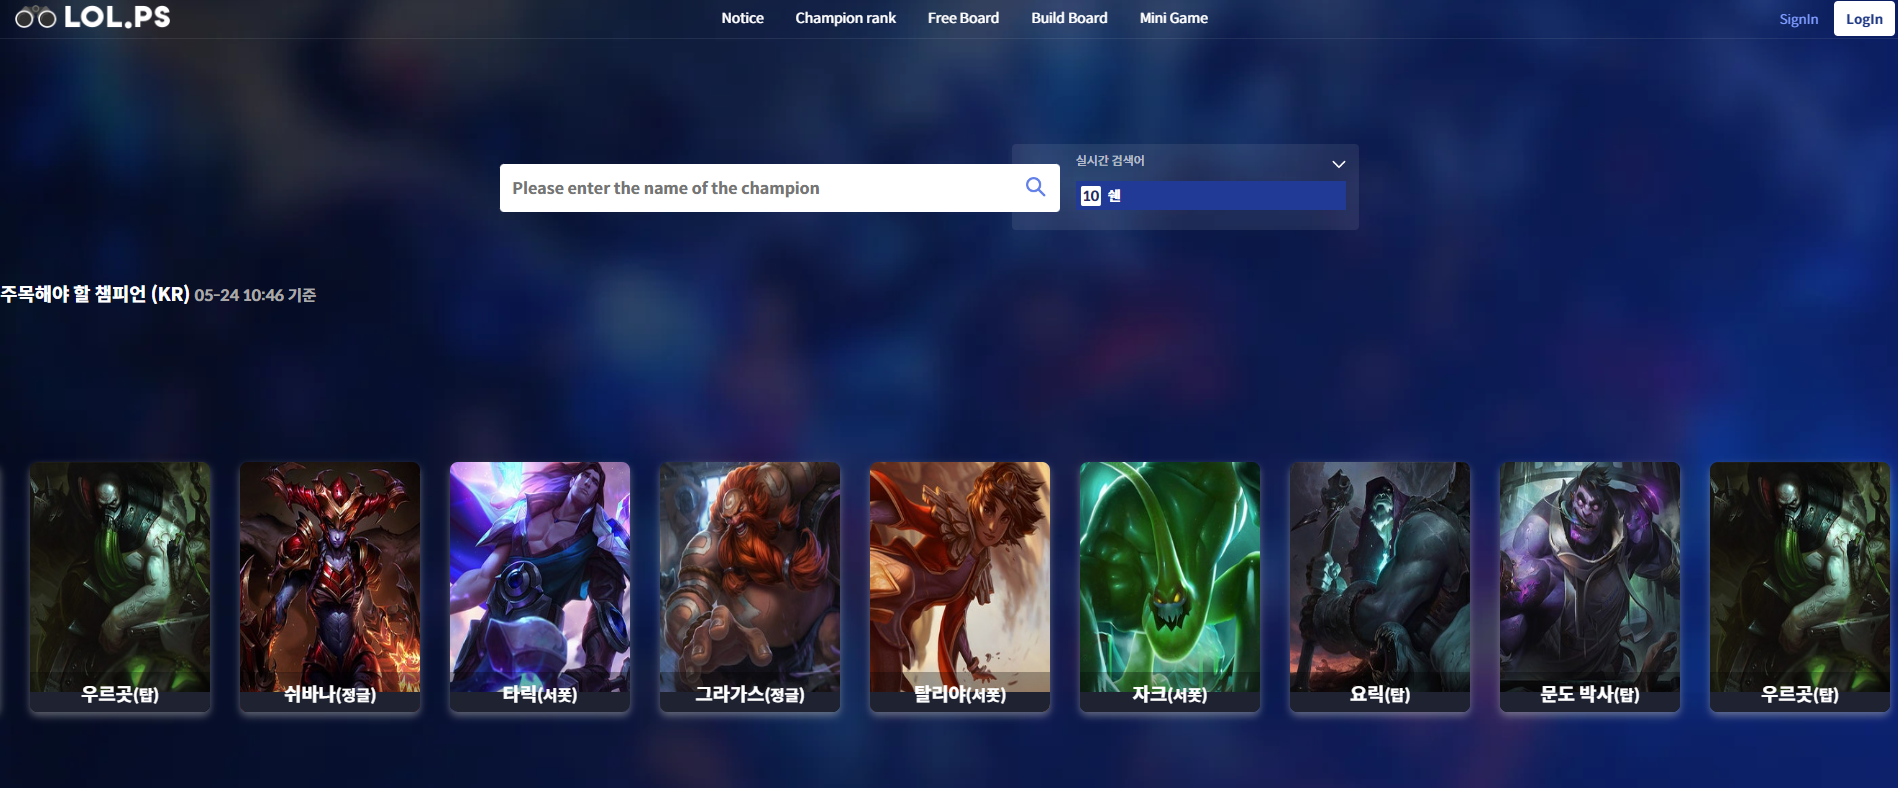 LOL.PS
Notice Champion rank Free Board Build Board Mini Game
SignIn LogIn
실시간 검색어
Please enter the name of the champion
10 쉔
주목해야 할 챔피언 (KR) 05-24 10:46 기준
우르곳(탑) 쉬바나(정글) 타릭(서폿) 그라가스(정글) 탈리야(서폿) 자크(서폿) 요릭(탑) 문도 박사(탑) 우르곳(탑)